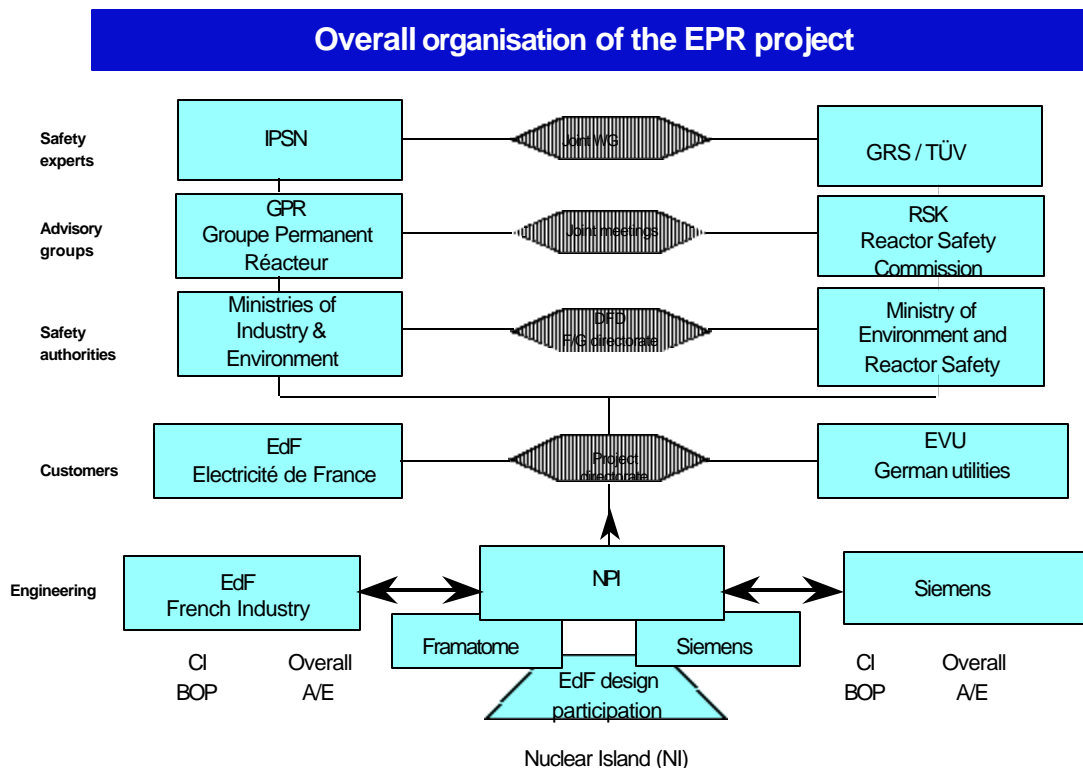 Overall organisation of the EPR project
Safety
experts
IPSN
Joint WG
GRS / TÜV
Advisory
groups
GPR
Groupe Permanent
Réacteur
Joint meetings
RSK
Reactor Safety
Commission
Safety
authorities
Ministries of
Industry &
Environment
DFD
F/G directorate
Ministry of
Environment and
Reactor Safety
Customers
EdF
Electricité de France
Project
directorate
EVU
German utilities
Engineering
EdF
French Industry
NPI
Siemens
Framatome
Siemens
CI Overall
BOP A/E
EdF design
participation
CI Overall
BOP A/E
Nuclear Island (NI)